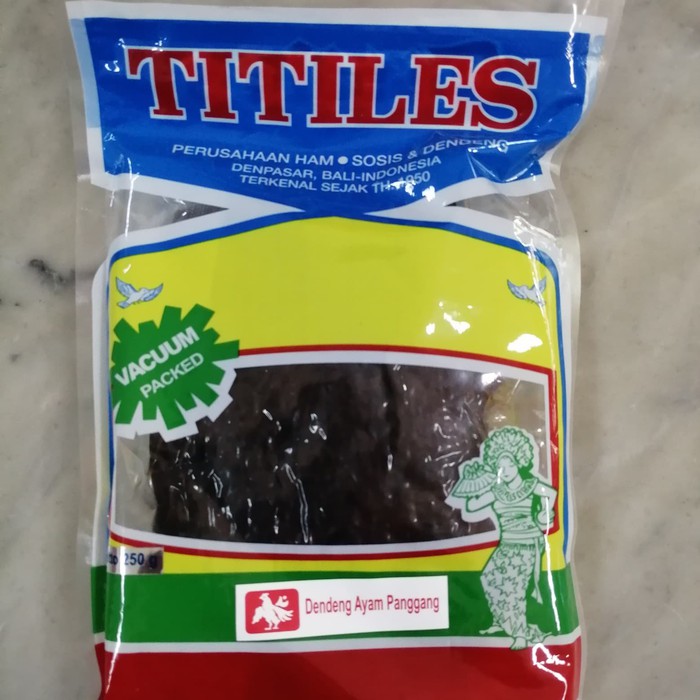 TITILES
PERUSAHAAN HAM ● SOSIS & DENDENG
DENPASAR, BALI-INDONESIA
TERKENAL SEJAK TH. 1950
VACUUM
PACKED
250 g
Dendeng Ayam Panggang